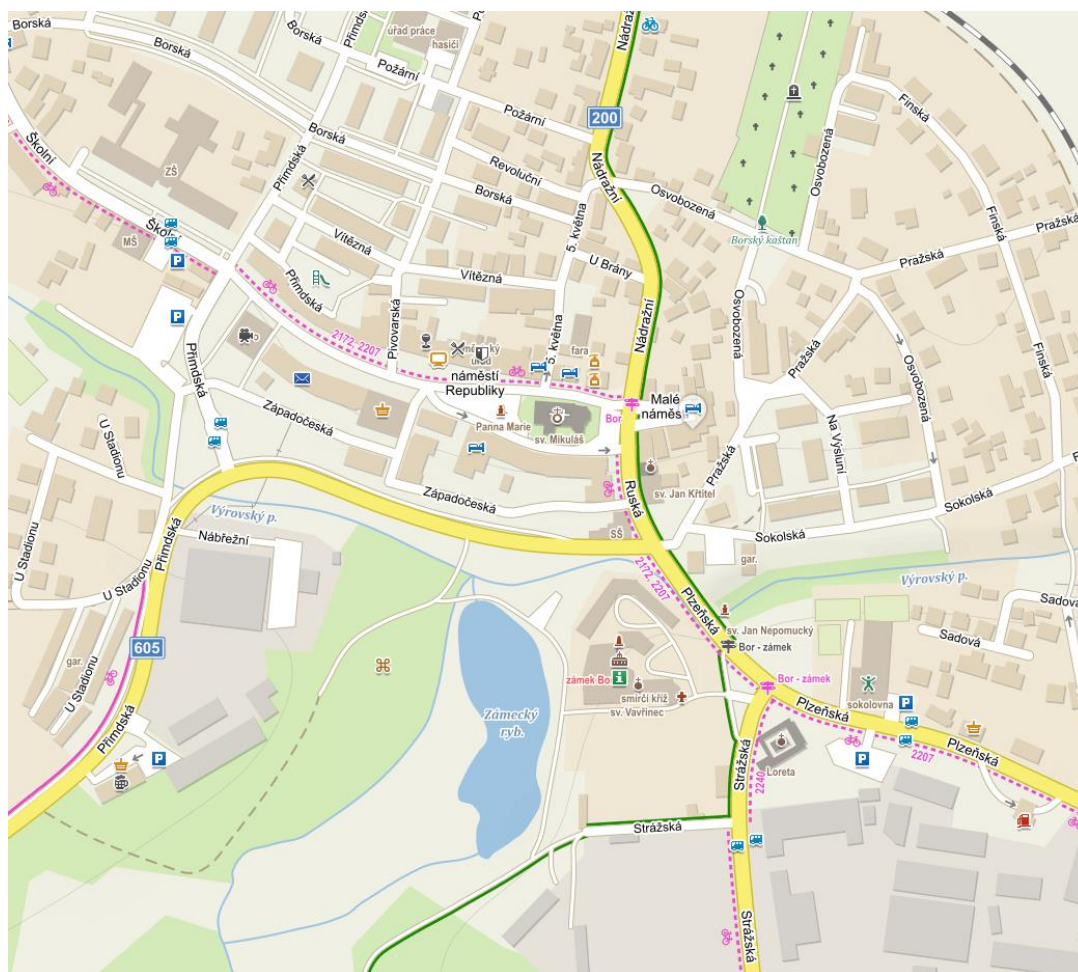 Borská
Borská
Přimdská
úřad práce
hasiči
Po
Nádraž
Borská
Požární
200
Požární
Finská
Školní
ZŠ
Borská
Přimdská
Revoluční
Borská
Nádražní
Osvobozená
Osvobozená
Finská
Pražská
Borský kaštan
Pražská
MŠ
Školní
P
Vítězná
Přimdská
Vítězná
5. května
U Brány
P
2172, 2207
Pivovarská
5. května
Nádražní
Osvobozená
Pražská
Osvobozená
Finská
Přimdská
úřad
náměstí
Republiky
fara
Malé
náměs
Bor
Panna Marie
sv. Mikuláš
Západočeská
Na Výsluní
U Stadionu
Pražská
Západočeská
Ruská
sv. Jan Křtitel
Sokolská
Výrovský p.
SŠ
Sokolská
U Stadionu
Přimdská
Nábřežní
U Stadionu
2172, 2207
gar.
Výrovský p.
Plzeňská
Sadová
605
gar.
U Stadionu
sv. Jan Nepomucký
Bor - zámek
Sadová
zámek Bo
smírčí kříž
sv. Vavřinec
Bor - zámek
sokolovna
P
Přimdská
P
Zámecký
ryb.
Plzeňská
Plzeňská
2207
Strážská
Loreta
P
2240
Strážská
Strážská